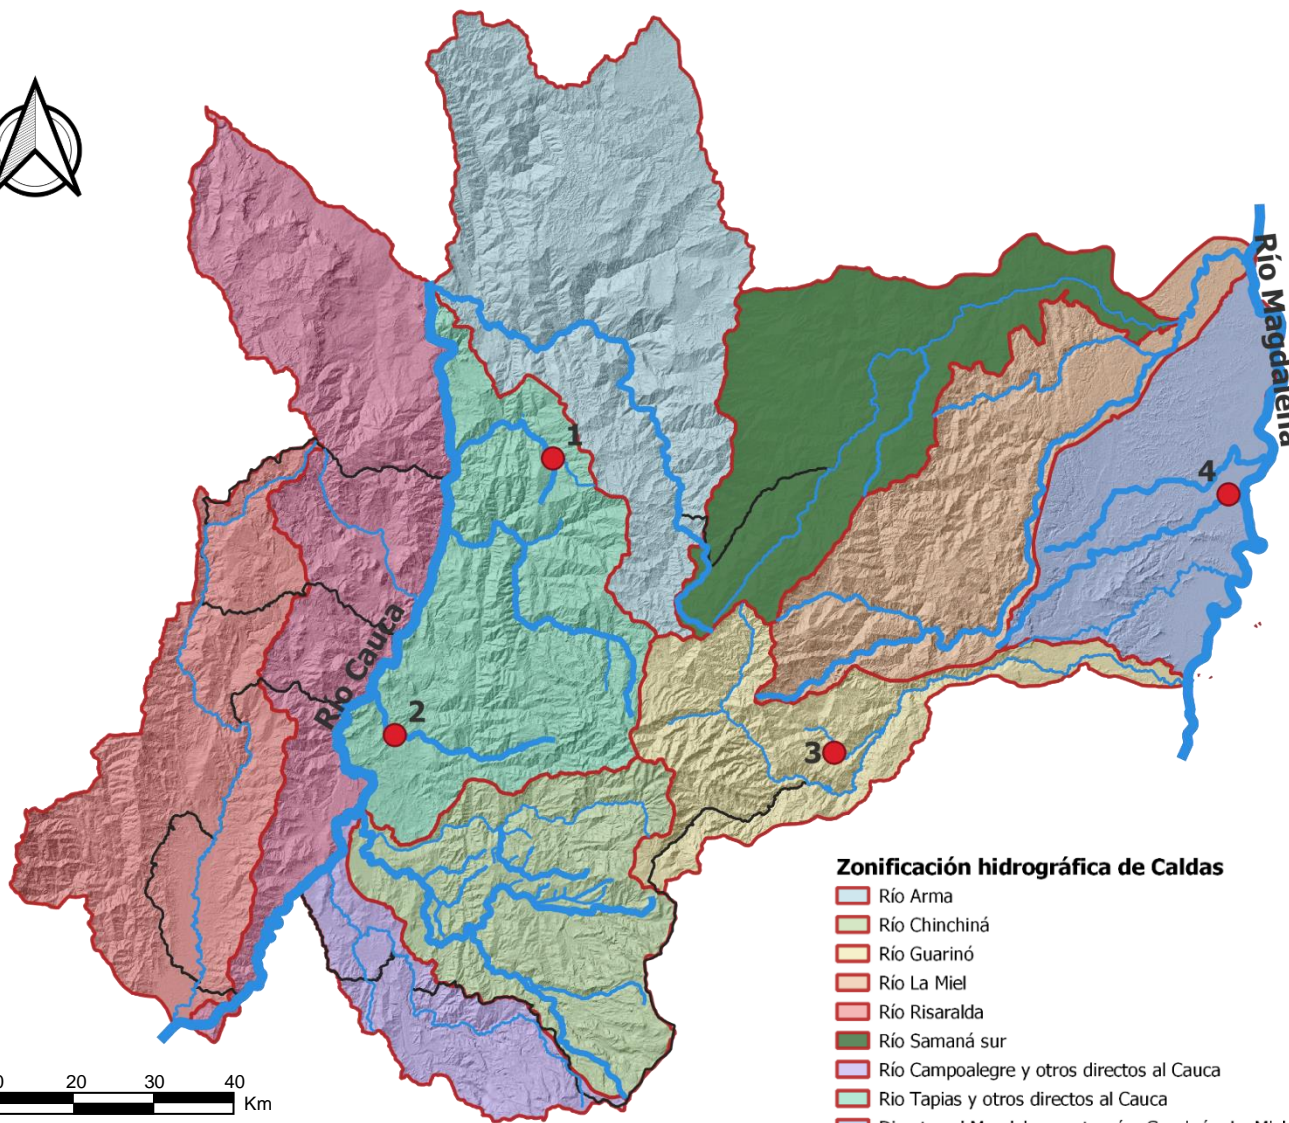 Río Magdalena
1
4
Río Cauca
2
3
Zonificación hidrográfica de Caldas
Río Arma
Río Chinchiná
Río Guarinó
Río La Miel
Río Risaralda
Río Samaná sur
Río Campoalegre y otros directos al Cauca
Rio Tapias y otros directos al Cauca
20 30 40
Km